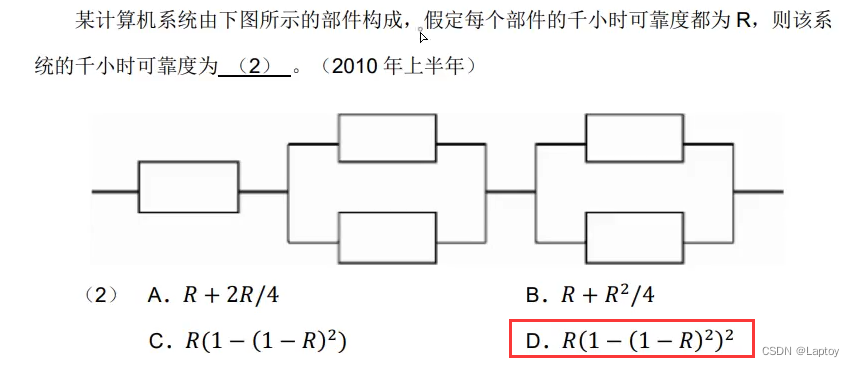 某计算机系统由下图所示的部件构成，假定每个部件的千小时可靠度都为 R，则该系
统的千小时可靠度为 （2） 。（2010 年上半年）
（2） A．R + 2R/4 B．R + R²/4
C．R(1 − (1 − R)²) D．R(1 − (1 − R)²)²
CSDN @Laptoy